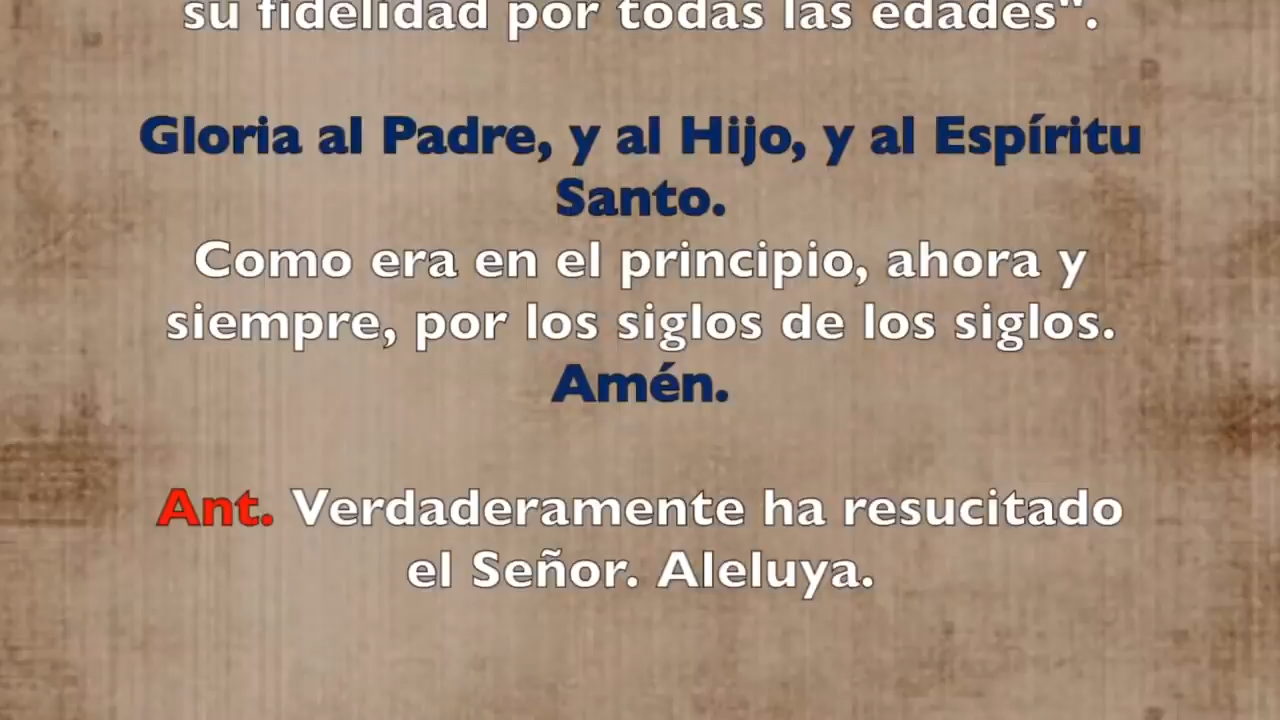 su fidelidad por todas las edades".
Gloria al Padre, y al Hijo, y al Espíritu
Santo.
Como era en el principio, ahora y
siempre, por los siglos de los siglos.
Amén.
Ant. Verdaderamente ha resucitado
el Señor. Aleluya.